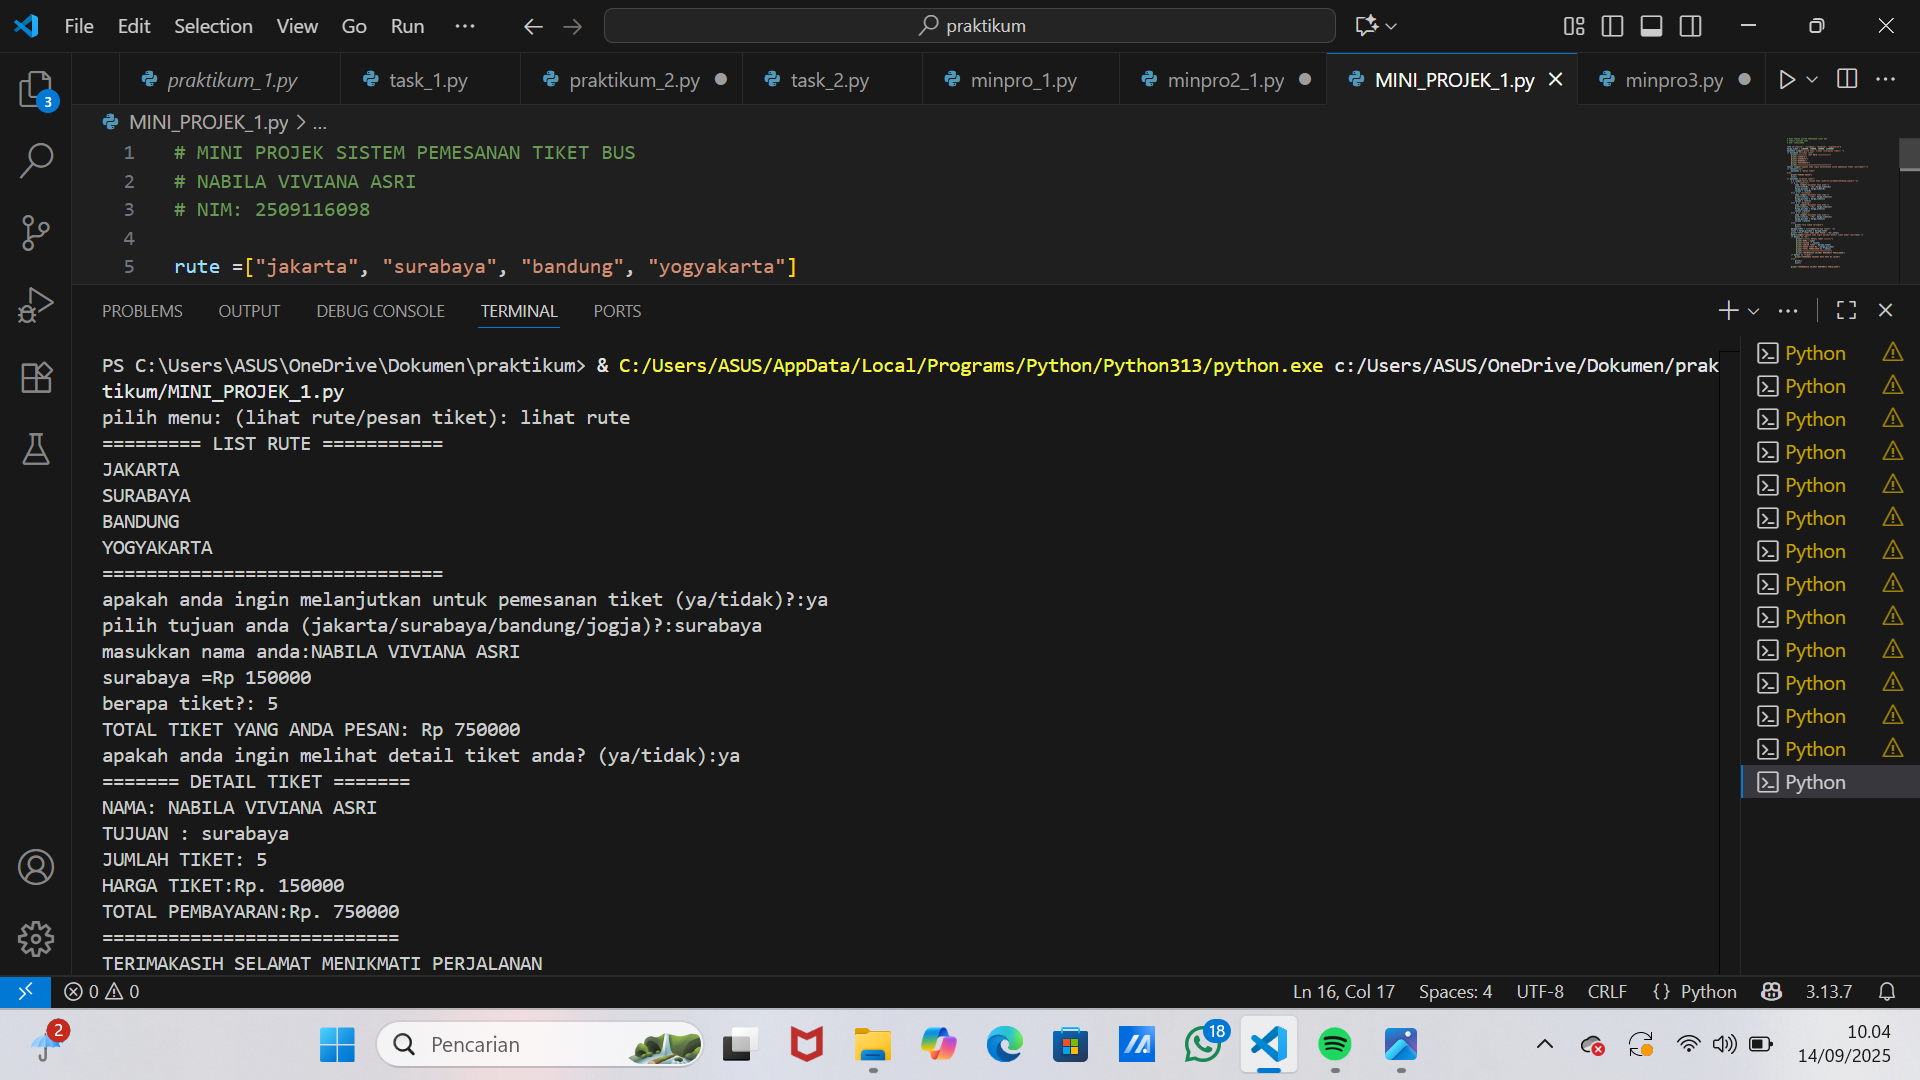 File Edit Selection View Go Run ··· praktikum
praktikum_1.py task_1.py praktikum_2.py task_2.py minpro_1.py minpro2_1.py MINI_PROJEK_1.py minpro3.py
3
MINI_PROJEK_1.py > ...
1 # MINI PROJEK SISTEM PEMESANAN TIKET BUS
2 # NABILA VIVIANA ASRI
3 # NIM: 2509116098
4
5 rute =["jakarta", "surabaya", "bandung", "yogyakarta"]
PROBLEMS OUTPUT DEBUG CONSOLE TERMINAL PORTS
PS C:\Users\ASUS\OneDrive\Dokumen\praktikum> & C:/Users/ASUS/AppData/Local/Programs/Python/Python313/python.exe c:/Users/ASUS/OneDrive/Dokumen/prak
tikum/MINI_PROJEK_1.py
pilih menu: (lihat rute/pesan tiket): lihat rute
========= LIST RUTE ===========
JAKARTA
SURABAYA
BANDUNG
YOGYAKARTA
===============================
apakah anda ingin melanjutkan untuk pemesanan tiket (ya/tidak)?:ya
pilih tujuan anda (jakarta/surabaya/bandung/jogja)?:surabaya
masukkan nama anda:NABILA VIVIANA ASRI
surabaya =Rp 150000
berapa tiket?: 5
TOTAL TIKET YANG ANDA PESAN: Rp 750000
apakah anda ingin melihat detail tiket anda? (ya/tidak):ya
======= DETAIL TIKET =======
NAMA: NABILA VIVIANA ASRI
TUJUAN : surabaya
JUMLAH TIKET: 5
HARGA TIKET:Rp. 150000
TOTAL PEMBAYARAN:Rp. 750000
===========================
TERIMAKASIH SELAMAT MENIKMATI PERJALANAN
Python
Python
Python
Python
Python
Python
Python
Python
Python
Python
Python
Python
Python
Python
0 0 Ln 16, Col 17 Spaces: 4 UTF-8 CRLF {} Python 3.13.7
2 Pencarian 18 10.04
14/09/2025